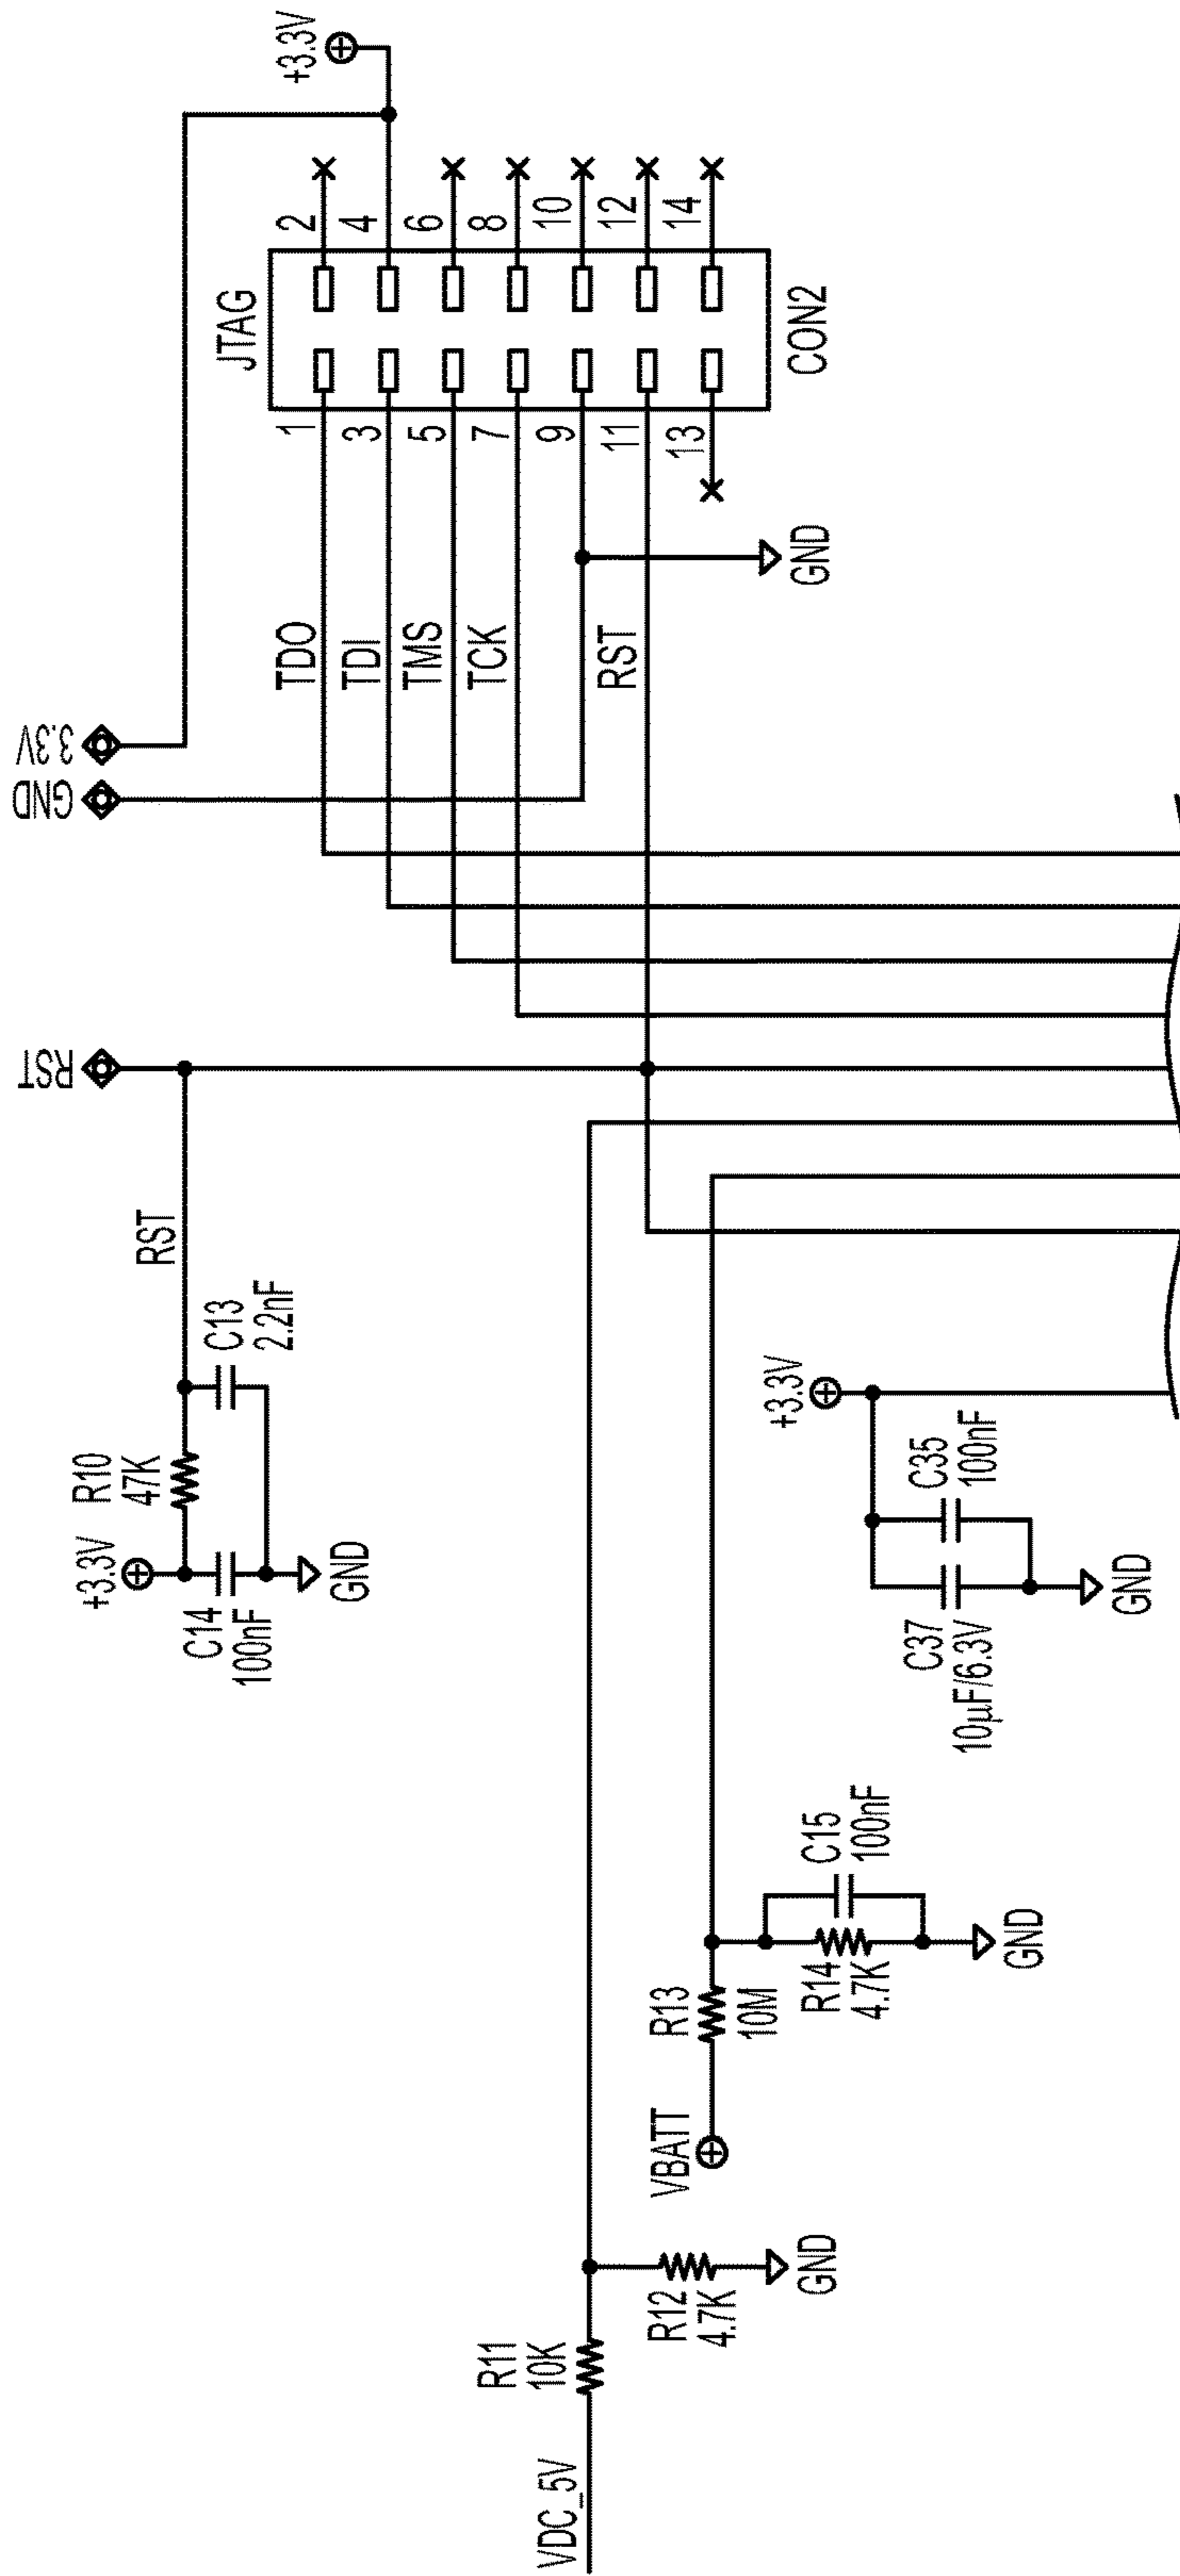 VDC_5V
R11
10K
R12
4.7K
GND
VBATT
R13
10M
R14
4.7K
C15
100nF
GND
+3.3V
R10
47K
C14
100nF
GND
C13
2.2nF
RST
RST
C37
10µF/6.3V
C35
100nF
GND
+3.3V
GND
3.3V
TDO
TDI
TMS
TCK
RST
GND
JTAG
1
3
5
7
9
11
13
2
4
6
8
10
12
14
CON2
+3.3V